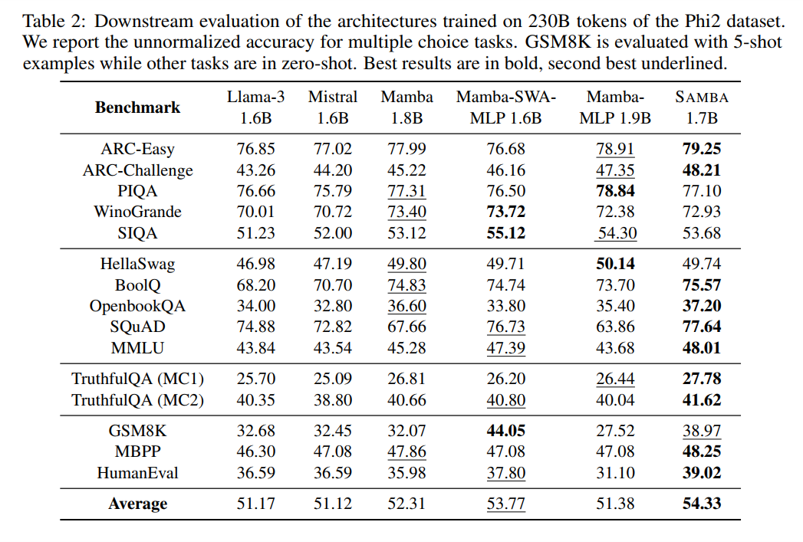 Table 2: Downstream evaluation of the architectures trained on 230B tokens of the Phi2 dataset.
We report the unnormalized accuracy for multiple choice tasks. GSM8K is evaluated with 5-shot
examples while other tasks are in zero-shot. Best results are in bold, second best underlined.
Benchmark Llama-3 1.6B Mistral 1.6B Mamba 1.8B Mamba-SWA-MLP 1.6B Mamba-MLP 1.9B SAMBA 1.7B
ARC-Easy 76.85 77.02 77.99 76.68 78.91 79.25
ARC-Challenge 43.26 44.20 45.22 46.16 47.35 48.21
PIQA 76.66 75.79 77.31 76.50 78.84 77.10
WinoGrande 70.01 70.72 73.40 73.72 72.38 72.93
SIQA 51.23 52.00 53.12 55.12 54.30 53.68
HellaSwag 46.98 47.19 49.80 49.71 50.14 49.74
BoolQ 68.20 70.70 74.83 74.74 73.70 75.57
OpenbookQA 34.00 32.80 36.60 33.80 35.40 37.20
SQuAD 74.88 72.82 67.66 76.73 63.86 77.64
MMLU 43.84 43.54 45.28 47.39 43.68 48.01
TruthfulQA (MC1) 25.70 25.09 26.81 26.20 26.44 27.78
TruthfulQA (MC2) 40.35 38.80 40.66 40.80 40.04 41.62
GSM8K 32.68 32.45 32.07 44.05 27.52 38.97
MBPP 46.30 47.08 47.86 47.08 47.08 48.25
HumanEval 36.59 36.59 35.98 37.80 31.10 39.02
Average 51.17 51.12 52.31 53.77 51.38 54.33